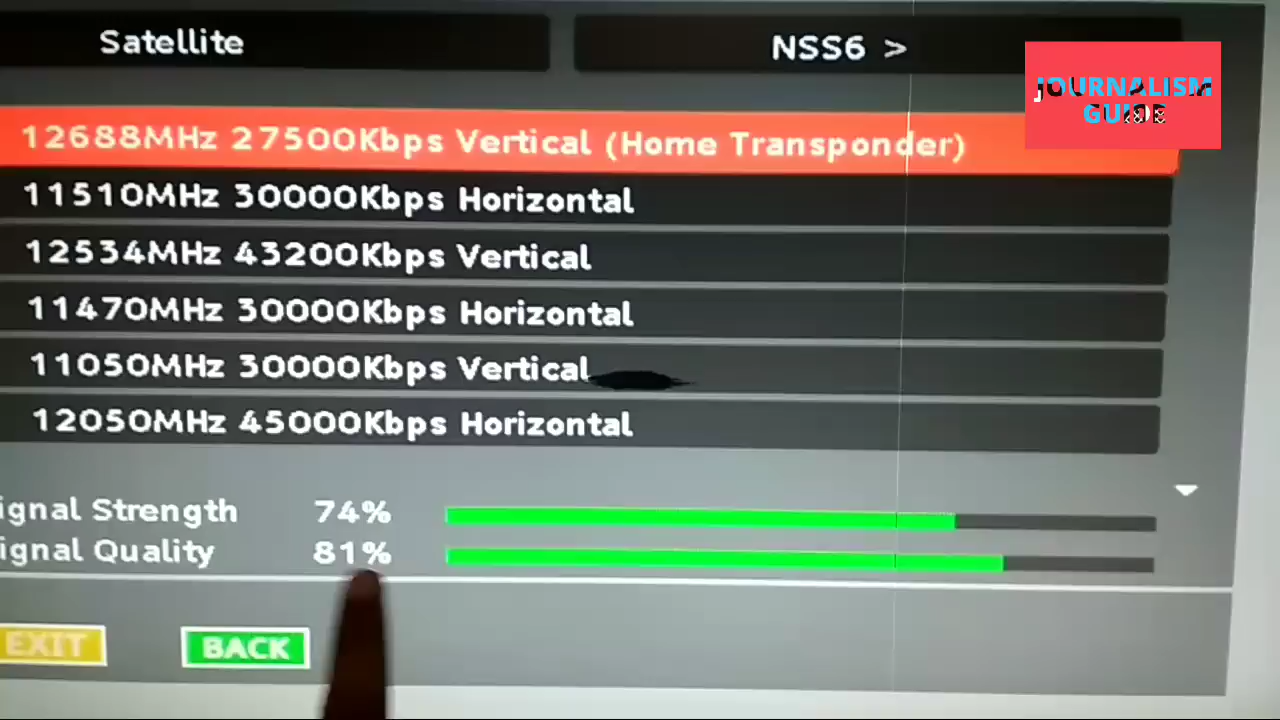 Satellite
NSS6 >
JOURNALISM
GUIDE
12688MHz 27500Kbps Vertical (Home Transponder)
11510MHz 30000Kbps Horizontal
12534MHz 43200Kbps Vertical
11470MHz 30000Kbps Horizontal
11050MHz 30000Kbps Vertical
12050MHz 45000Kbps Horizontal
ignal Strength 74%
ignal Quality 81%
EXIT BACK